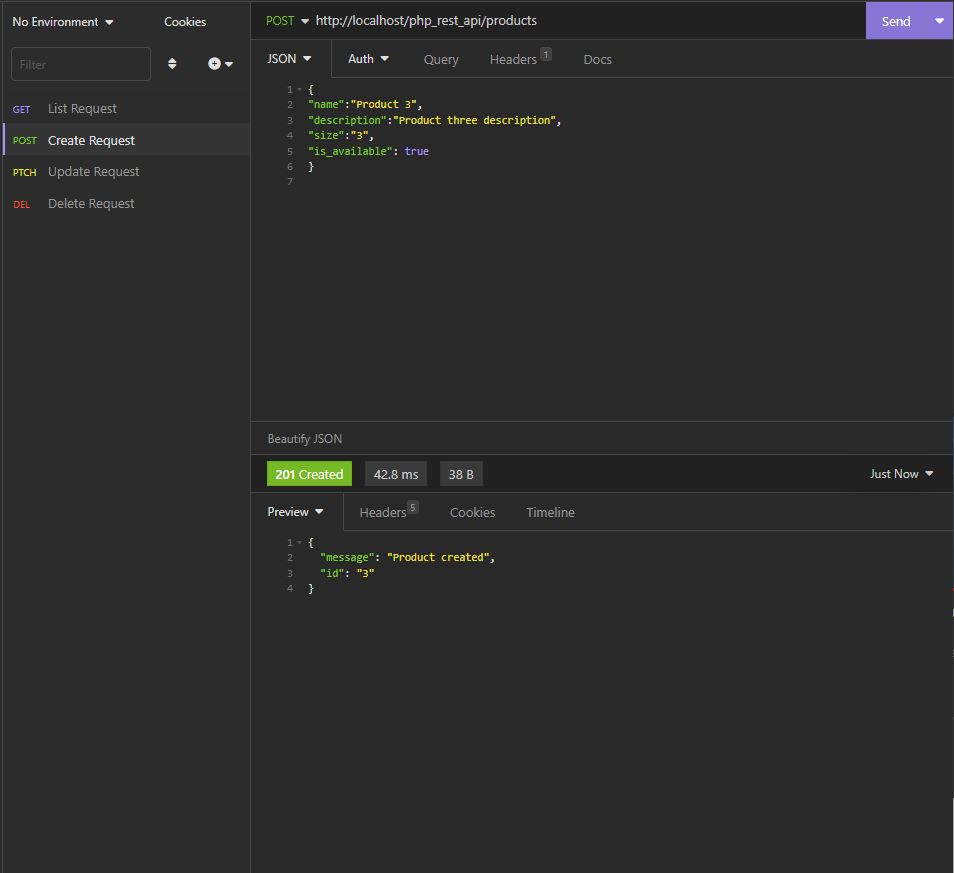 No Environment Cookies
Filter
GET List Request
POST Create Request
PTCH Update Request
DEL Delete Request
POST http://localhost/php_rest_api/products Send
JSON Auth Query Headers 1 Docs
1 {
2 "name":"Product 3",
3 "description":"Product three description",
4 "size":"3",
5 "is_available": true
6 }
7
Beautify JSON
201 Created 42.8 ms 38 B Just Now
Preview Headers 5 Cookies Timeline
1 {
2 "message": "Product created",
3 "id": "3"
4 }